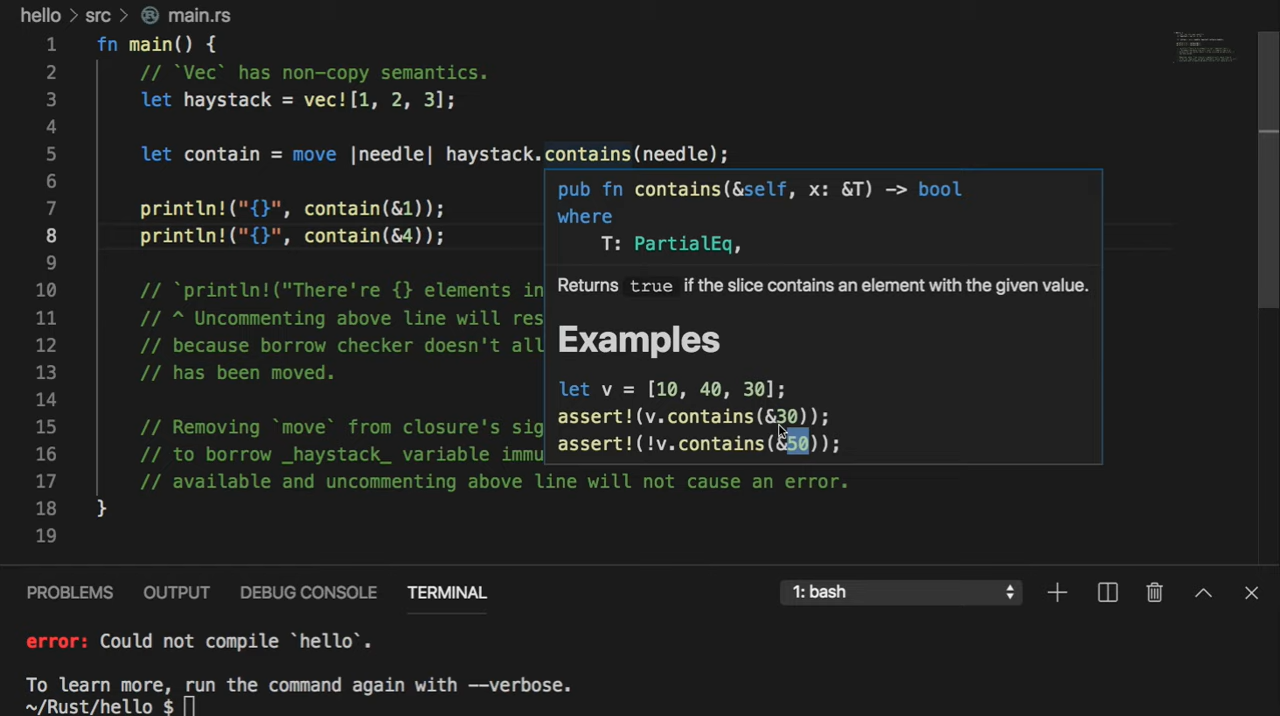 hello > src > main.rs
1 fn main() {
2 // `Vec` has non-copy semantics.
3 let haystack = vec![1, 2, 3];
4
5 let contain = move |needle| haystack.contains(needle);
6
7 println!("{}", contain(&1));
8 println!("{}", contain(&4));
9
10 // `println!("There're {} elements in
11 // ^ Uncommenting above line will res
12 // because borrow checker doesn't all
13 // has been moved.
14
15 // Removing `move` from closure's sig
16 // to borrow _haystack_ variable immu
17 // available and uncommenting above line will not cause an error.
18 }
19
pub fn contains(&self, x: &T) -> bool
where
T: PartialEq,
Returns true if the slice contains an element with the given value.
Examples
let v = [10, 40, 30];
assert!(v.contains(&30));
assert!(!v.contains(&50));
PROBLEMS OUTPUT DEBUG CONSOLE TERMINAL 1: bash
error: Could not compile `hello`.
To learn more, run the command again with --verbose.
~/Rust/hello $